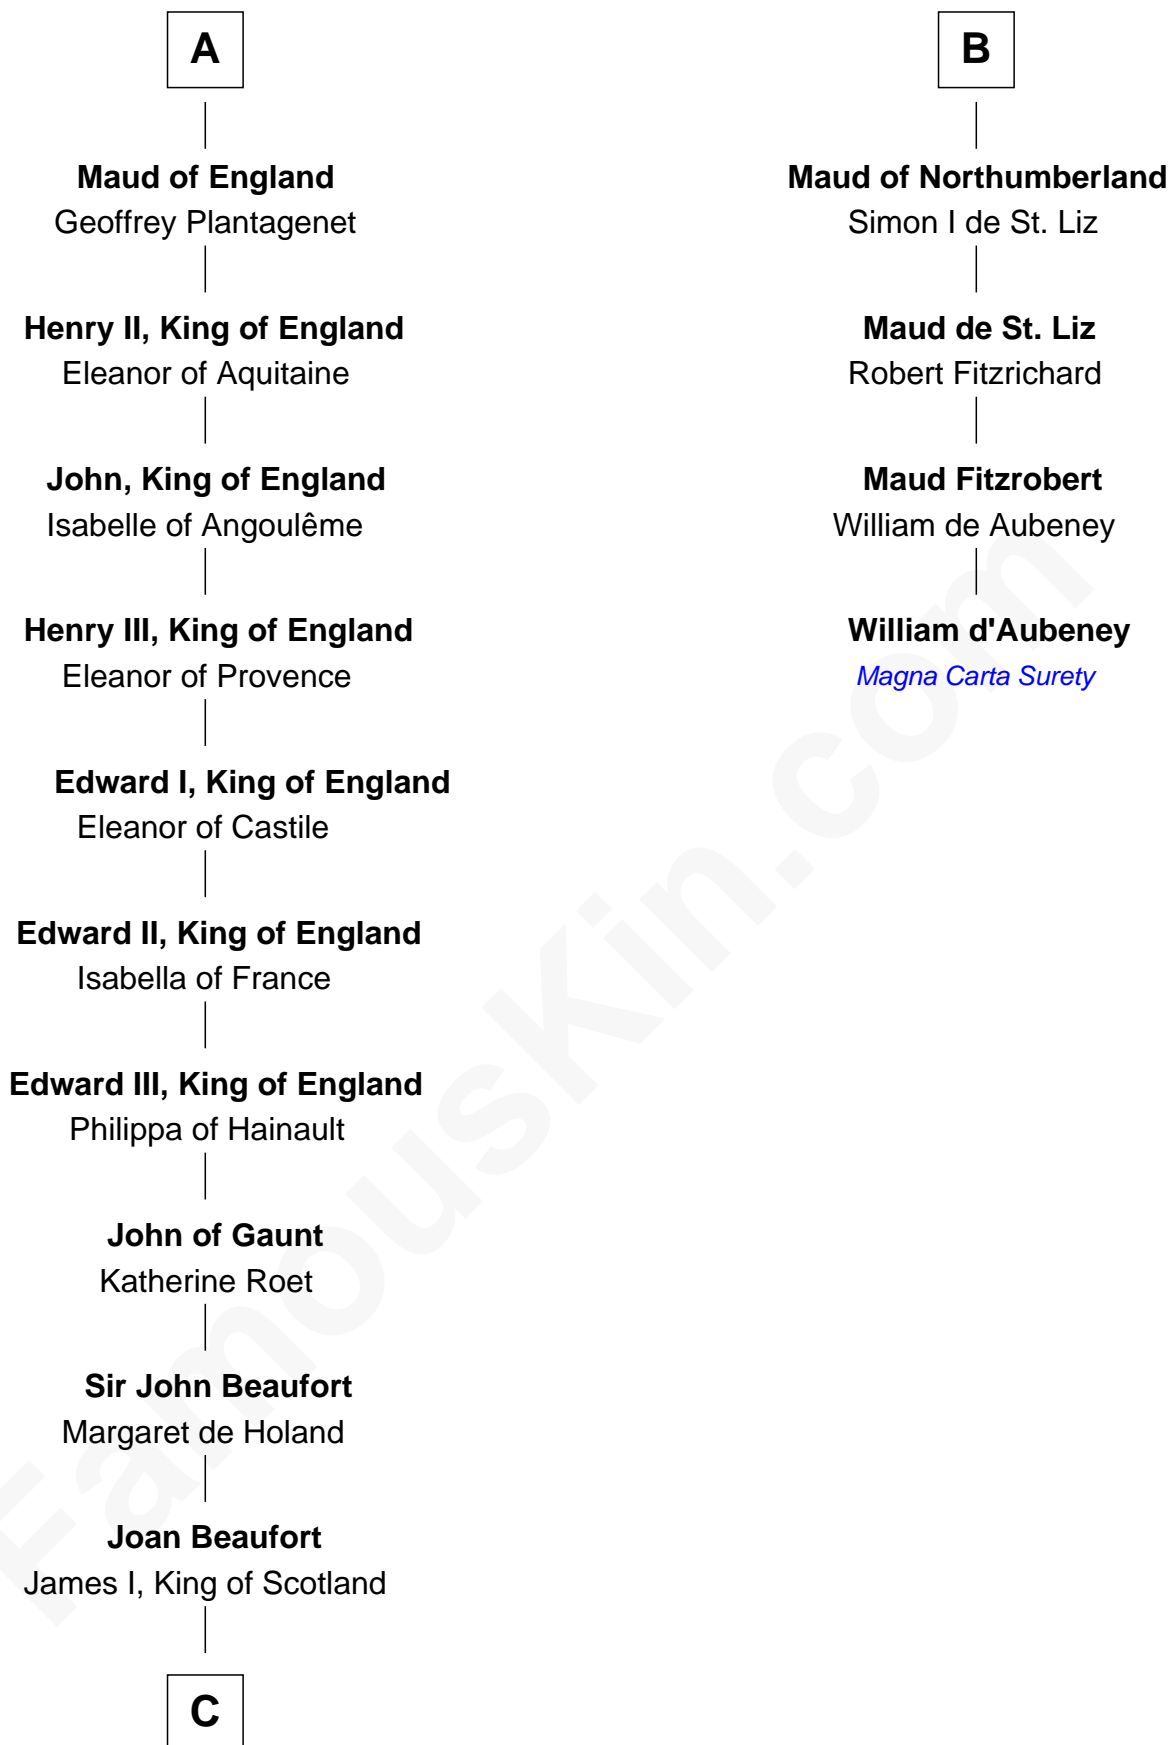 A
Maud of England
Geoffrey Plantagenet
Henry II, King of England
Eleanor of Aquitaine
John, King of England
Isabelle of Angoulême
Henry III, King of England
Eleanor of Provence
Edward I, King of England
Eleanor of Castile
Edward II, King of England
Isabella of France
Edward III, King of England
Philippa of Hainault
John of Gaunt
Katherine Roet
Sir John Beaufort
Margaret de Holand
Joan Beaufort
James I, King of Scotland
C
B
Maud of Northumberland
Simon I de St. Liz
Maud de St. Liz
Robert Fitzrichard
Maud Fitzrobert
William de Aubeney
William d'Aubeney
Magna Carta Surety
FamousKin.com